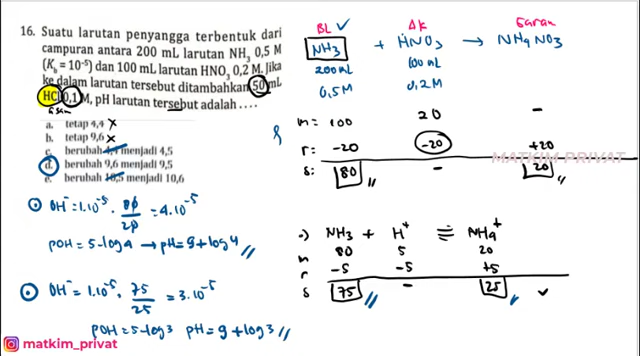 16. Suatu larutan penyangga terbentuk dari
campuran antara 200 mL larutan NH₃ 0,5 M
(K_b = 10⁻⁵) dan 100 mL larutan HNO₃ 0,2 M. Jika
ke dalam larutan tersebut ditambahkan 50 mL
HCl 0,1 M, pH larutan tersebut adalah . . . .
asam
a. tetap 4,4 x
b. tetap 9,6 x
c. berubah 4,4 menjadi 4,5
d. berubah 9,6 menjadi 9,5
e. berubah 10,5 menjadi 10,6
OH⁻ = 1.10⁻⁵ . 80/20 = 4.10⁻⁵
pOH = 5 - log 4 → pH = 9 + log 4 //
OH⁻ = 1.10⁻⁵ . 75/25 = 3.10⁻⁵
pOH = 5 - log 3 pH = 9 + log 3 //
BL ✓ AK Garam
NH₃ + HNO₃ → NH₄NO₃
200 mL 100 mL
0,5 M 0,2 M
m = 100 20 -
r : -20 -20 +20
s : 80 // - 20 //
MATKIM PRIVAT
•) NH₃ + H⁺ ⇌ NH₄⁺
m 80 5 20
r -5 -5 +5
s 75 // - 25 // ✓
matkim_privat